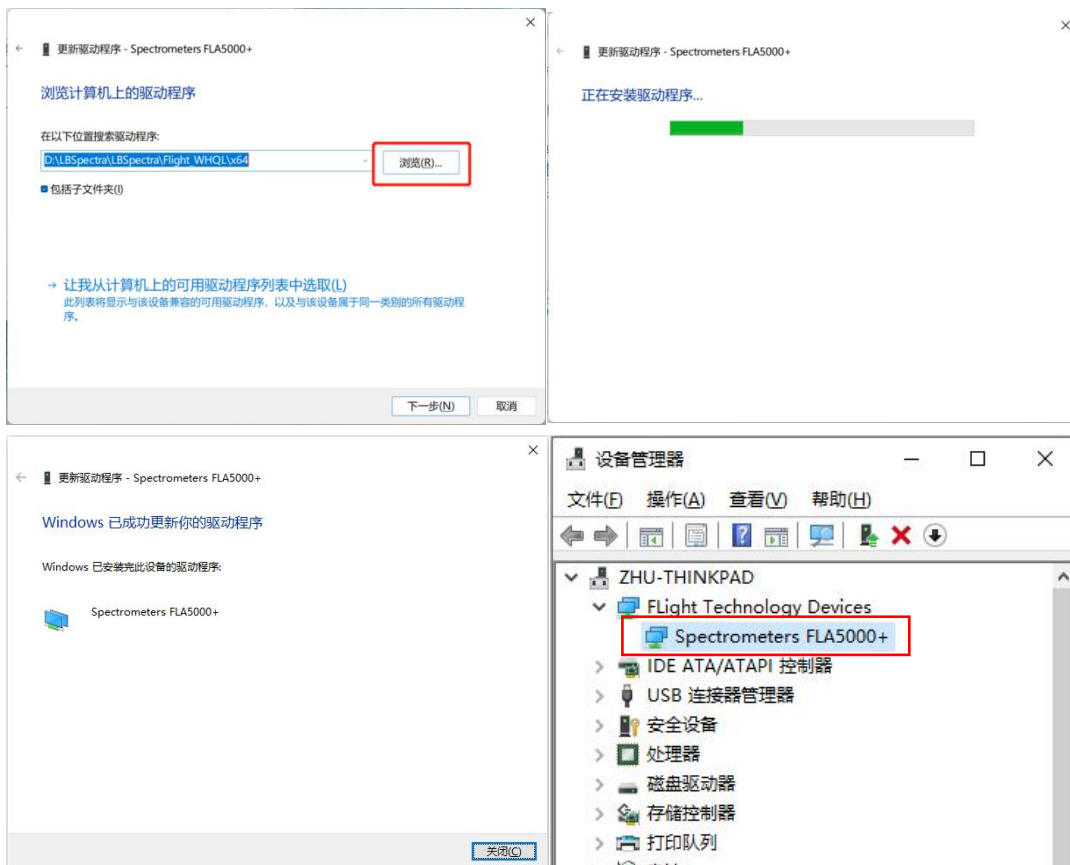 更新驱动程序 - Spectrometers FLA5000+
浏览计算机上的驱动程序
在以下位置搜索驱动程序:
D:\LBSpectra\LBSpectra\Flight_WHQL\x64
浏览(R)...
包括子文件夹(I)
让我从计算机上的可用驱动程序列表中选取(L)
此列表将显示与该设备兼容的可用驱动程序，以及与该设备属于同一类别的所有驱动程
序。
下一步(N)
取消
更新驱动程序 - Spectrometers FLA5000+
正在安装驱动程序...
更新驱动程序 - Spectrometers FLA5000+
Windows 已成功更新你的驱动程序
Windows 已安装完此设备的驱动程序:
Spectrometers FLA5000+
关闭(C)
设备管理器
文件(F) 操作(A) 查看(V) 帮助(H)
ZHU-THINKPAD
FLight Technology Devices
Spectrometers FLA5000+
IDE ATA/ATAPI 控制器
USB 连接器管理器
安全设备
处理器
磁盘驱动器
存储控制器
打印队列